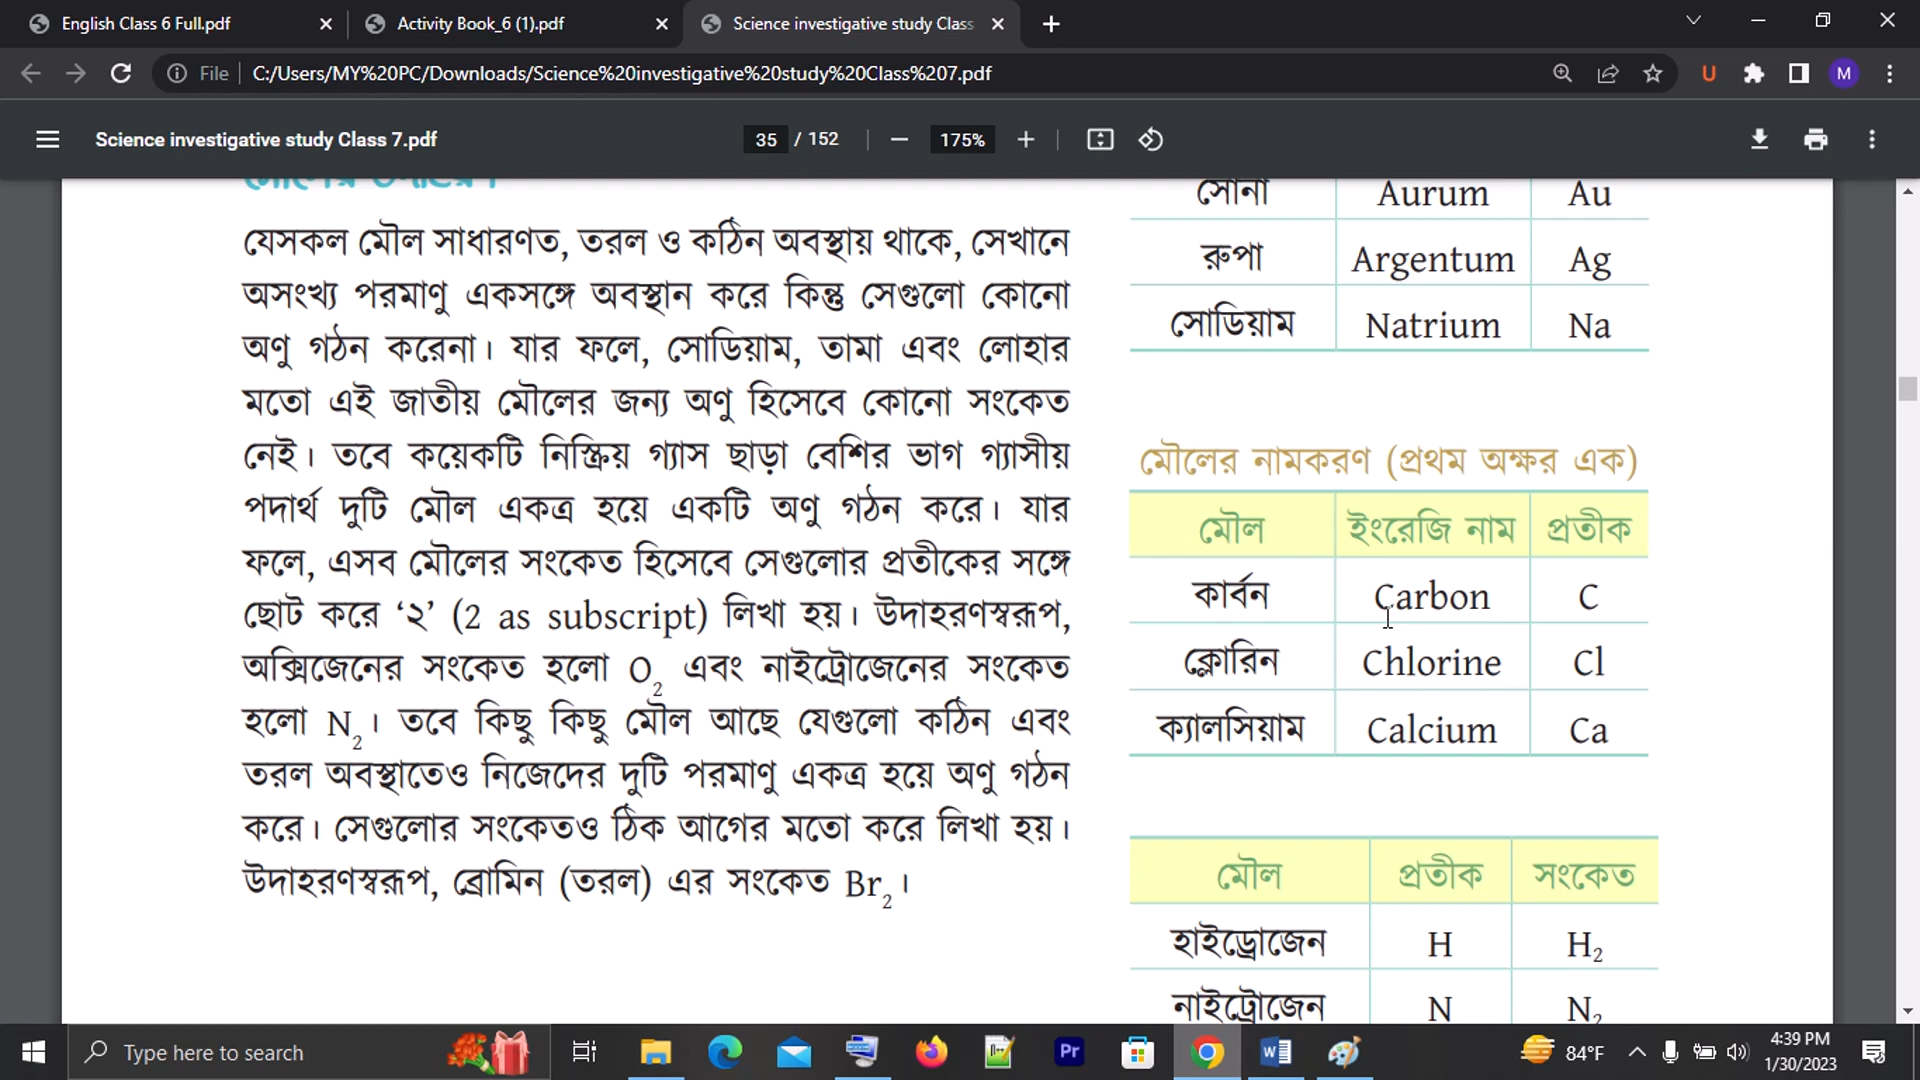 English Class 6 Full.pdf
Activity Book_6 (1).pdf
Science investigative study Class
File
C:/Users/MY%20PC/Downloads/Science%20investigative%20study%20Class%207.pdf
U
M
Science investigative study Class 7.pdf
35 / 152
175%
যেসকল মৌল সাধারণত, তরল ও কঠিন অবস্থায় থাকে, সেখানে
অসংখ্য পরমাণু একসঙ্গে অবস্থান করে কিন্তু সেগুলো কোনো
অণু গঠন করেনা। যার ফলে, সোডিয়াম, তামা এবং লোহার
মতো এই জাতীয় মৌলের জন্য অণু হিসেবে কোনো সংকেত
নেই। তবে কয়েকটি নিস্ক্রিয় গ্যাস ছাড়া বেশির ভাগ গ্যাসীয়
পদার্থ দুটি মৌল একত্র হয়ে একটি অণু গঠন করে। যার
ফলে, এসব মৌলের সংকেত হিসেবে সেগুলোর প্রতীকের সঙ্গে
ছোট করে ‘২’ (2 as subscript) লিখা হয়। উদাহরণস্বরূপ,
অক্সিজেনের সংকেত হলো O₂ এবং নাইট্রোজেনের সংকেত
হলো N₂। তবে কিছু কিছু মৌল আছে যেগুলো কঠিন এবং
তরল অবস্থাতেও নিজেদের দুটি পরমাণু একত্র হয়ে অণু গঠন
করে। সেগুলোর সংকেতও ঠিক আগের মতো করে লিখা হয়।
উদাহরণস্বরূপ, ব্রোমিন (তরল) এর সংকেত Br₂।
সোনা Aurum Au
রুপা Argentum Ag
সোডিয়াম Natrium Na
মৌলের নামকরণ (প্রথম অক্ষর এক)
মৌল ইংরেজি নাম প্রতীক
কার্বন Carbon C
ক্লোরিন Chlorine Cl
ক্যালসিয়াম Calcium Ca
মৌল প্রতীক সংকেত
হাইড্রোজেন H H₂
নাইট্রোজেন N N₂
Type here to search
Pr
84°F
4:39 PM
1/30/2023